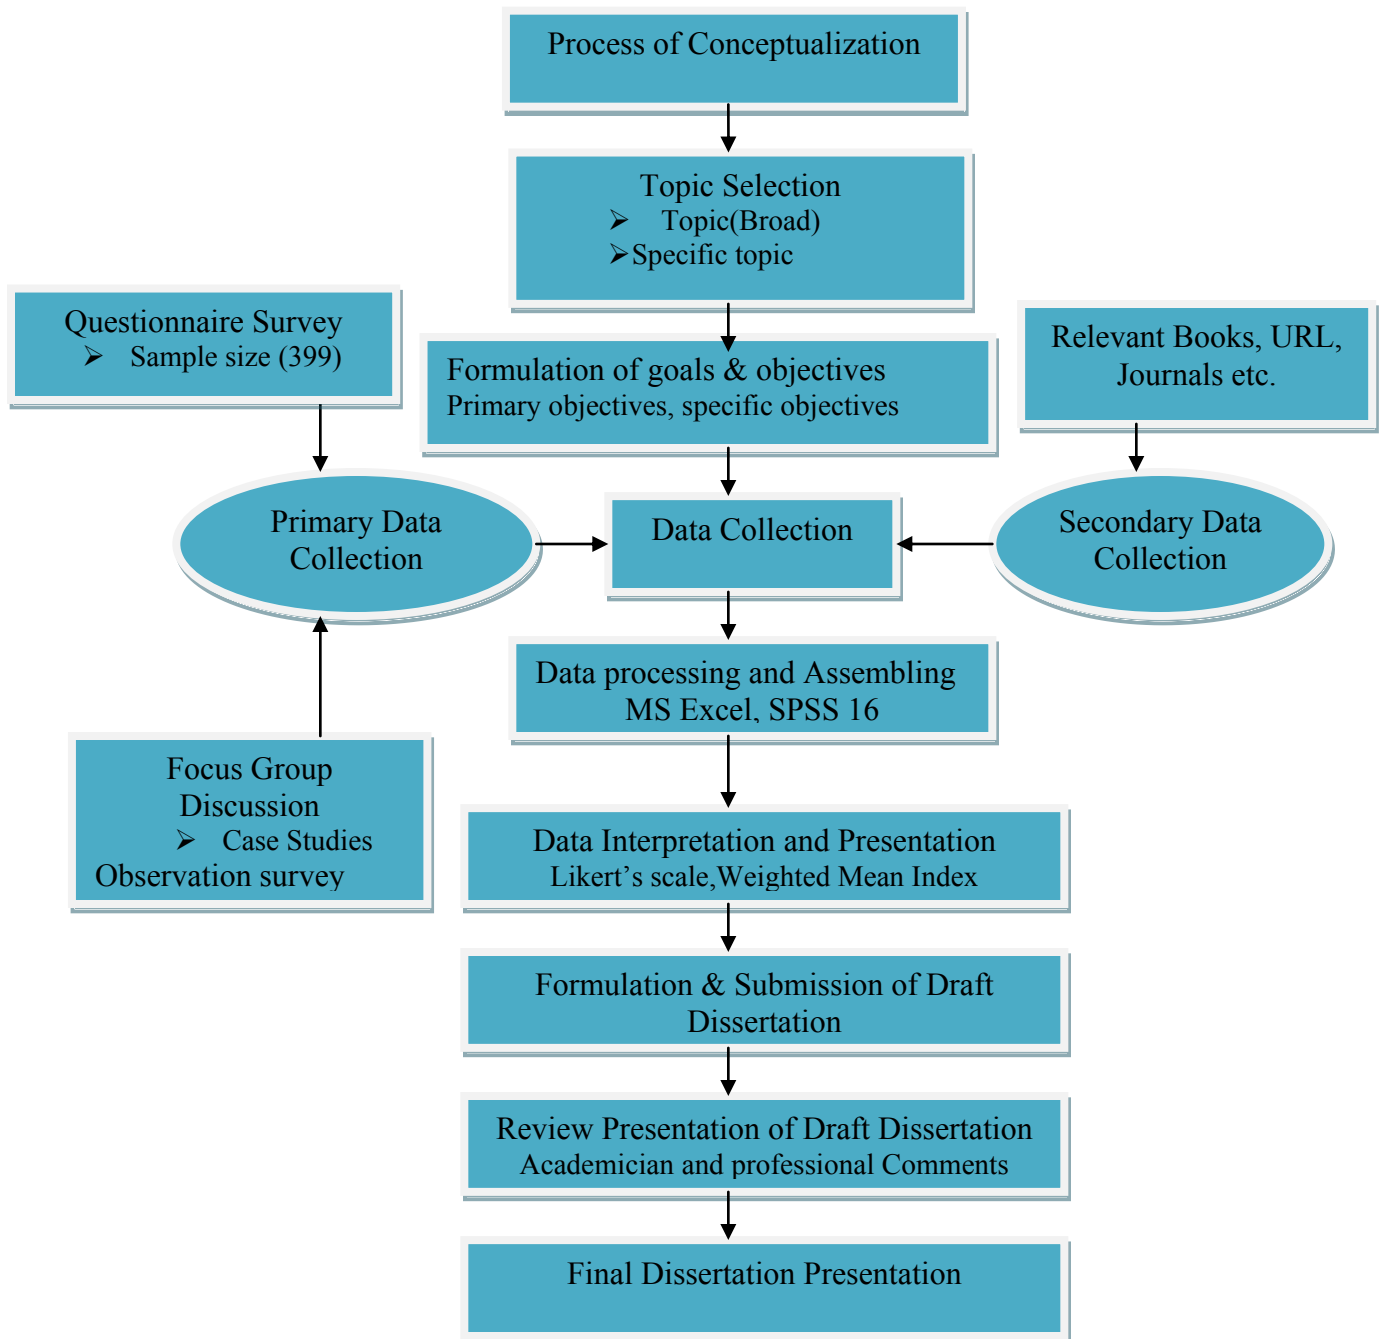 Process of Conceptualization
Topic Selection
➢ Topic(Broad)
➢Specific topic
Questionnaire Survey
➢ Sample size (399)
Formulation of goals & objectives
Primary objectives, specific objectives
Relevant Books, URL,
Journals etc.
Primary Data
Collection
Data Collection
Secondary Data
Collection
Data processing and Assembling
MS Excel, SPSS 16
Focus Group
Discussion
➢ Case Studies
Observation survey
Data Interpretation and Presentation
Likert’s scale,Weighted Mean Index
Formulation & Submission of Draft
Dissertation
Review Presentation of Draft Dissertation
Academician and professional Comments
Final Dissertation Presentation